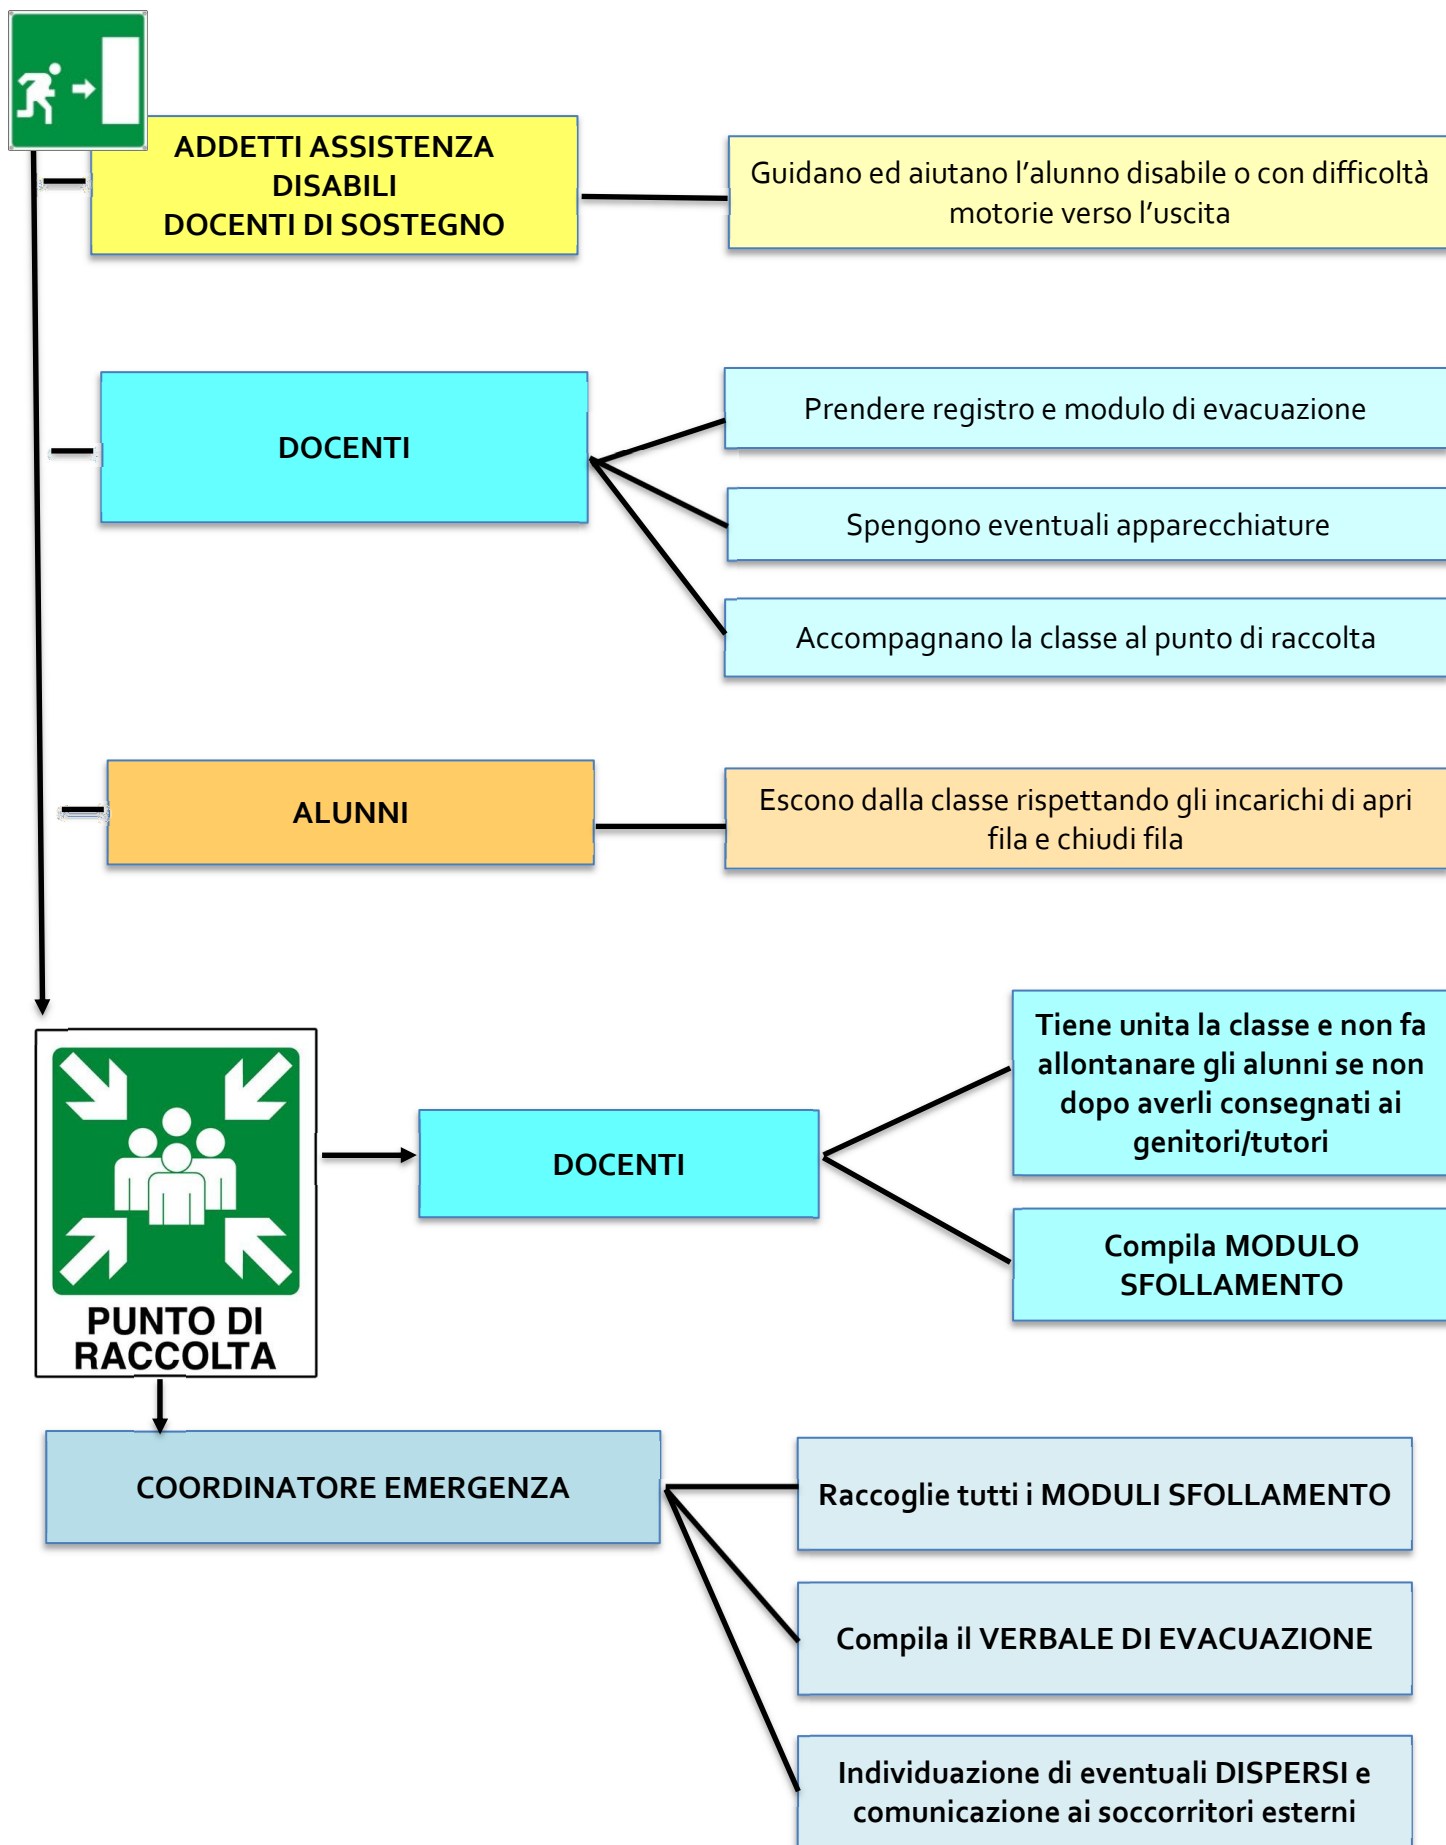 ADDETTI ASSISTENZA
DISABILI
DOCENTI DI SOSTEGNO
Guidano ed aiutano l'alunno disabile o con difficoltà
motorie verso l'uscita
DOCENTI
Prendere registro e modulo di evacuazione
Spengono eventuali apparecchiature
Accompagnano la classe al punto di raccolta
ALUNNI
Escono dalla classe rispettando gli incarichi di apri
fila e chiudi fila
PUNTO DI
RACCOLTA
DOCENTI
Tiene unita la classe e non fa
allontanare gli alunni se non
dopo averli consegnati ai
genitori/tutori
Compila MODULO
SFOLLAMENTO
COORDINATORE EMERGENZA
Raccoglie tutti i MODULI SFOLLAMENTO
Compila il VERBALE DI EVACUAZIONE
Individuazione di eventuali DISPERSI e
comunicazione ai soccorritori esterni